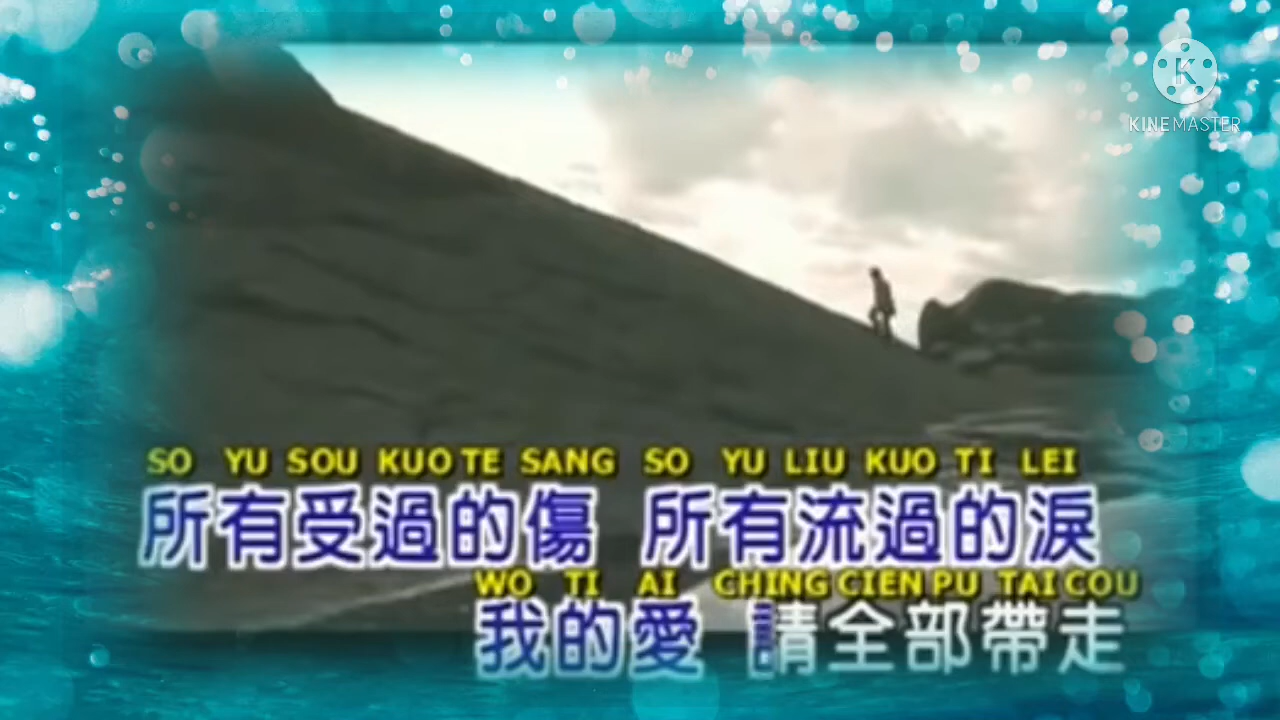 KINEMASTER
SO YU SOU KUO TE SANG SO YU LIU KUO TI LEI
所有受過的傷 所有流過的淚
WO TI AI CHING CIEN PU TAI COU
我的愛 請全部帶走